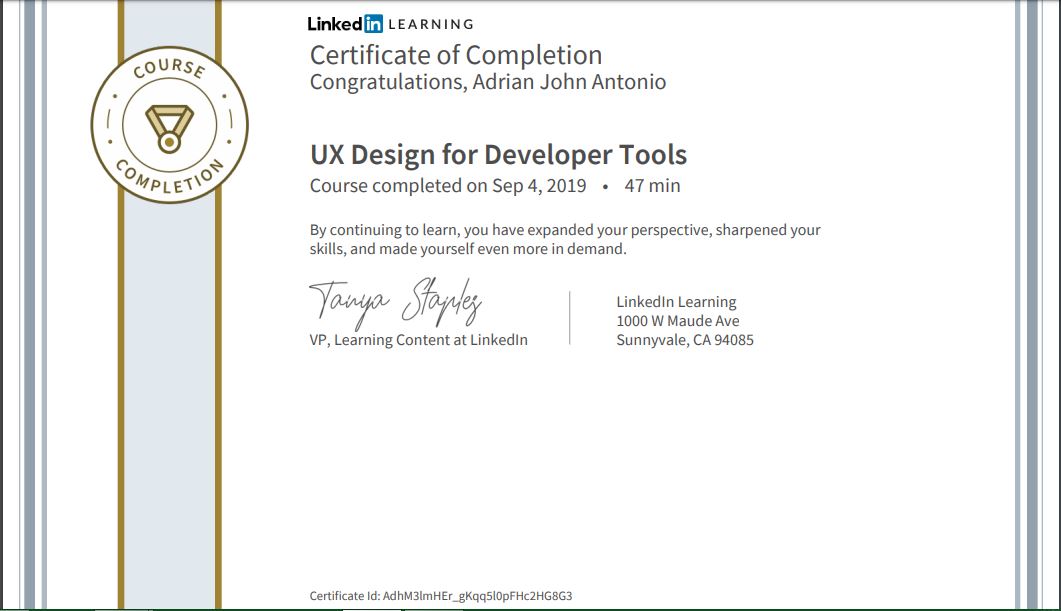 COURSE
COMPLETION
Linkedin LEARNING
Certificate of Completion
Congratulations, Adrian John Antonio
UX Design for Developer Tools
Course completed on Sep 4, 2019 • 47 min
By continuing to learn, you have expanded your perspective, sharpened your
skills, and made yourself even more in demand.
Tanya Staples
VP, Learning Content at LinkedIn
LinkedIn Learning
1000 W Maude Ave
Sunnyvale, CA 94085
Certificate Id: AdhM3lmHEr_gKqq5l0pFHc2HG8G3